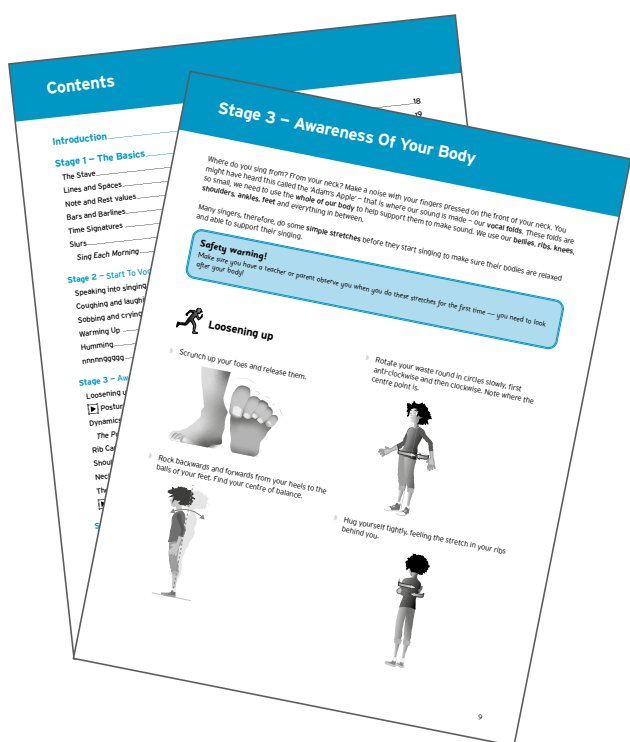 Contents
18
19
Introduction
Stage 1 – The Basics
The Stave
Lines and Spaces
Note and Rest values
Bars and Barlines
Time Signatures
Slurs
Sing Each Morning
Stage 2 – Start To
Speaking into singing
Coughing and
Sobbing and crying
Warming Up
Humming
nnnnnggggg
Stage 3 –
Loosening
Dynamics
Rib
Stage 3 – Awareness Of Your Body
Where do you sing from? From your neck? Make a noise with your fingers pressed on the front of your neck. You
might have heard this called the 'Adam's Apple' – that is where our sound is made – our vocal folds. These folds are
so small, we need to use the whole of our body to help support them to make sound. We use our bellies, ribs, knees,
shoulders, ankles, feet and everything in between.
Many singers, therefore, do some simple stretches before they start singing to make sure their bodies are relaxed
and able to support their singing.
Safety warning!
Make sure you have a teacher or parent observe you when you do these stretches for the first time — you need to look
after your body!
Loosening up
Scrunch up your toes and release them.
Rock backwards and forwards from your heels to the
balls of your feet. Find your centre of balance.
Rotate your waste round in circles slowly, first
anti-clockwise and then clockwise. Note where the
centre point is.
Hug yourself tightly, feeling the stretch in your ribs
behind you.
9